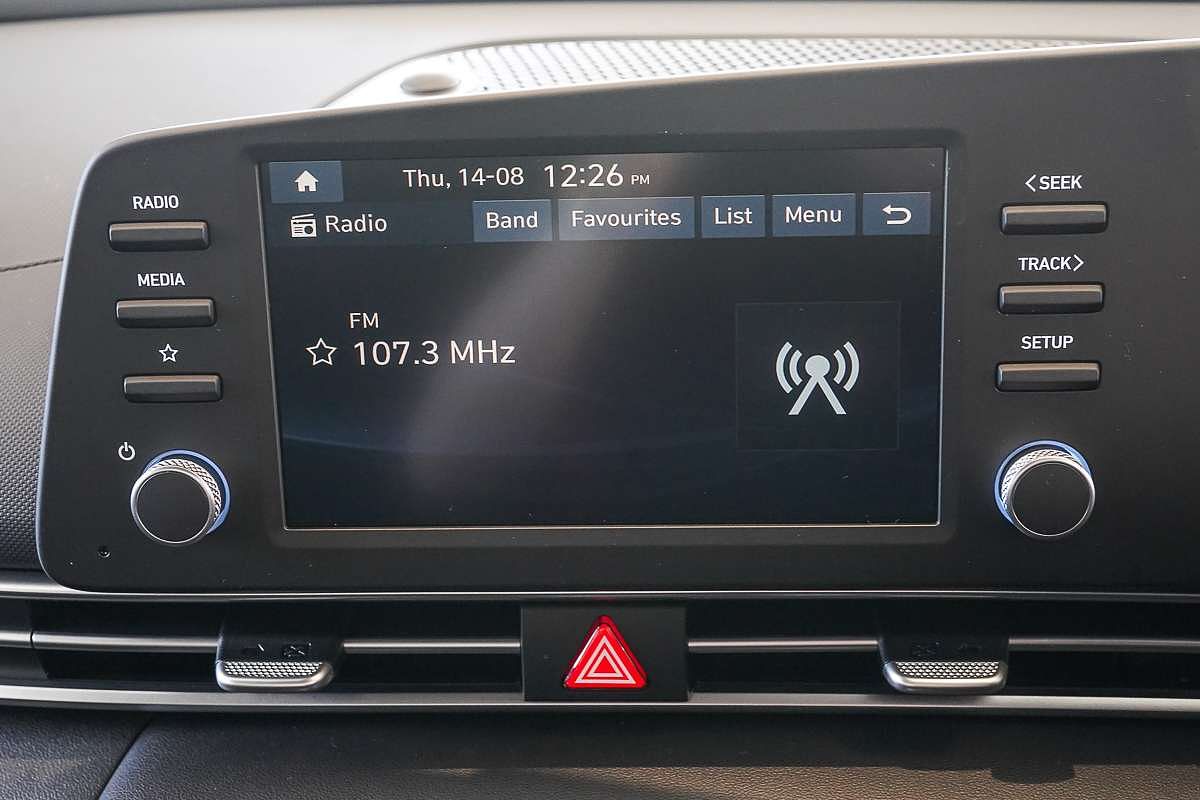 RADIO
MEDIA
Thu, 14-08 12:26 PM
Radio
Band
Favourites
List
Menu
FM
107.3 MHz
<SEEK
TRACK>
SETUP